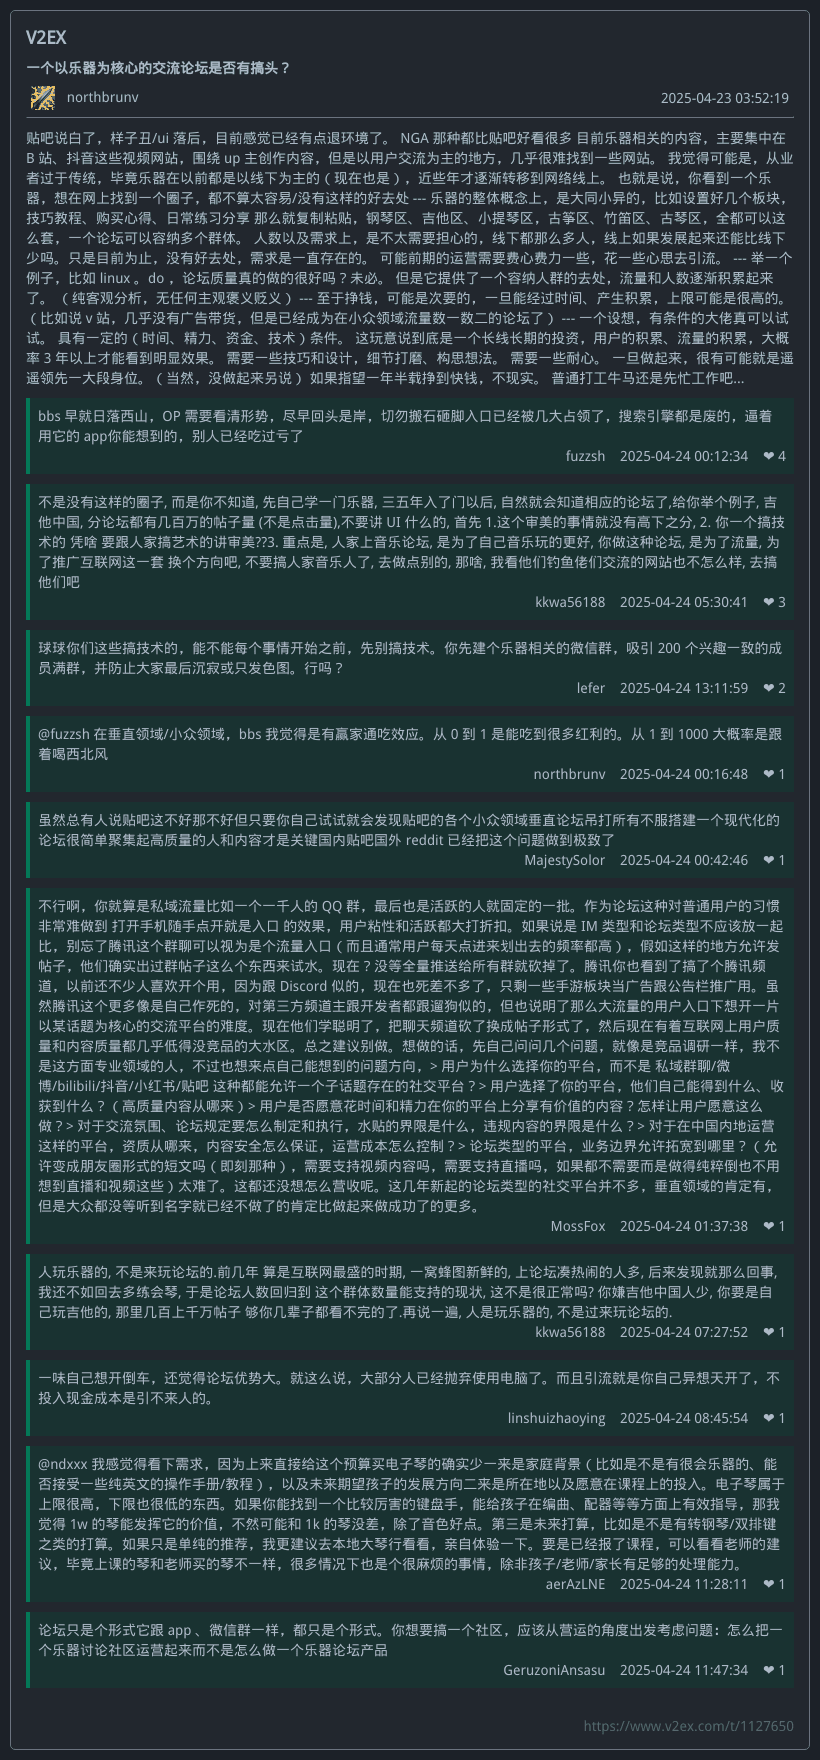 V2EX
一个以乐器为核心的交流论坛是否有搞头？
northbrunv
2025-04-23 03:52:19
贴吧说白了，样子丑/ui 落后，目前感觉已经有点退环境了。 NGA 那种都比贴吧好看很多 目前乐器相关的内容，主要集中在
B 站、抖音这些视频网站，围绕 up 主创作内容，但是以用户交流为主的地方，几乎很难找到一些网站。 我觉得可能是，从业
者过于传统，毕竟乐器在以前都是以线下为主的（现在也是），近些年才逐渐转移到网络线上。 也就是说，你看到一个乐
器，想在网上找到一个圈子，都不算太容易/没有这样的好去处 --- 乐器的整体概念上，是大同小异的，比如设置好几个板块，
技巧教程、购买心得、日常练习分享 那么就复制粘贴，钢琴区、吉他区、小提琴区，古筝区、竹笛区、古琴区，全都可以这
么套，一个论坛可以容纳多个群体。 人数以及需求上，是不太需要担心的，线下都那么多人，线上如果发展起来还能比线下
少吗。只是目前为止，没有好去处，需求是一直存在的。 可能前期的运营需要费心费力一些，花一些心思去引流。 --- 举一个
例子，比如 linux 。do ，论坛质量真的做的很好吗？未必。 但是它提供了一个容纳人群的去处，流量和人数逐渐积累起来
了。 （纯客观分析，无任何主观褒义贬义） --- 至于挣钱，可能是次要的，一旦能经过时间、产生积累，上限可能是很高的。
（比如说 v 站，几乎没有广告带货，但是已经成为在小众领域流量数一数二的论坛了） --- 一个设想，有条件的大佬真可以试
试。 具有一定的（时间、精力、资金、技术）条件。 这玩意说到底是一个长线长期的投资，用户的积累、流量的积累，大概
率 3 年以上才能看到明显效果。 需要一些技巧和设计，细节打磨、构思想法。 需要一些耐心。 一旦做起来，很有可能就是遥
遥领先一大段身位。（当然，没做起来另说）如果指望一年半载挣到快钱，不现实。 普通打工牛马还是先忙工作吧...
bbs 早就日落西山，OP 需要看清形势，尽早回头是岸，切勿搬石砸脚入口已经被几大占领了，搜索引擎都是废的，逼着
用它的 app你能想到的，别人已经吃过亏了
fuzzsh 2025-04-24 00:12:34 ❤ 4
不是没有这样的圈子, 而是你不知道, 先自己学一门乐器, 三五年入了门以后, 自然就会知道相应的论坛了,给你举个例子, 吉
他中国, 分论坛都有几百万的帖子量 (不是点击量),不要讲 UI 什么的, 首先 1.这个审美的事情就没有高下之分, 2. 你一个搞技
术的 凭啥 要跟人家搞艺术的讲审美??3. 重点是, 人家上音乐论坛, 是为了自己音乐玩的更好, 你做这种论坛, 是为了流量, 为
了推广互联网这一套 换个方向吧, 不要搞人家音乐人了, 去做点别的, 那啥, 我看他们钓鱼佬们交流的网站也不怎么样, 去搞
他们吧
kkwa56188 2025-04-24 05:30:41 ❤ 3
球球你们这些搞技术的，能不能每个事情开始之前，先别搞技术。你先建个乐器相关的微信群，吸引 200 个兴趣一致的成
员满群，并防止大家最后沉寂或只发色图。行吗？
lefer 2025-04-24 13:11:59 ❤ 2
@fuzzsh 在垂直领域/小众领域，bbs 我觉得是有赢家通吃效应。从 0 到 1 是能吃到很多红利的。从 1 到 1000 大概率是跟
着喝西北风
northbrunv 2025-04-24 00:16:48 ❤ 1
虽然总有人说贴吧这不好那不好但只要你自己试试就会发现贴吧的各个小众领域垂直论坛吊打所有不服搭建一个现代化的
论坛很简单聚集起高质量的人和内容才是关键国内贴吧国外 reddit 已经把这个问题做到极致了
MajestySolor 2025-04-24 00:42:46 ❤ 1
不行啊，你就算是私域流量比如一个一千人的 QQ 群，最后也是活跃的人就固定的一批。作为论坛这种对普通用户的习惯
非常难做到 打开手机随手点开就是入口 的效果，用户粘性和活跃都大打折扣。如果说是 IM 类型和论坛类型不应该放一起
比，别忘了腾讯这个群聊可以视为是个流量入口（而且通常用户每天点进来划出去的频率都高），假如这样的地方允许发
帖子，他们确实出过群帖子这么个东西来试水。现在？没等全量推送给所有群就砍掉了。腾讯你也看到了搞了个腾讯频
道，以前还不少人喜欢开个用，因为跟 Discord 似的，现在也死差不多了，只剩一些手游板块当广告跟公告栏推广用。虽
然腾讯这个更多像是自己作死的，对第三方频道主跟开发者都跟遛狗似的，但也说明了那么大流量的用户入口下想开一片
以某话题为核心的交流平台的难度。现在他们学聪明了，把聊天频道砍了换成帖子形式了，然后现在有着互联网上用户质
量和内容质量都几乎低得没竞品的大水区。总之建议别做。想做的话，先自己问问几个问题，就像是竞品调研一样，我不
是这方面专业领域的人，不过也想来点自己能想到的问题方向，> 用户为什么选择你的平台，而不是 私域群聊/微
博/bilibili/抖音/小红书/贴吧 这种都能允许一个子话题存在的社交平台？> 用户选择了你的平台，他们自己能得到什么、收
获到什么？（高质量内容从哪来）> 用户是否愿意花时间和精力在你的平台上分享有价值的内容？怎样让用户愿意这么
做？> 对于交流氛围、论坛规定要怎么制定和执行，水贴的界限是什么，违规内容的界限是什么？> 对于在中国内地运营
这样的平台，资质从哪来，内容安全怎么保证，运营成本怎么控制？> 论坛类型的平台，业务边界允许拓宽到哪里？（允
许变成朋友圈形式的短文吗（即刻那种），需要支持视频内容吗，需要支持直播吗，如果都不需要而是做得纯粹倒也不用
想到直播和视频这些）太难了。这都还没想怎么营收呢。这几年新起的论坛类型的社交平台并不多，垂直领域的肯定有，
但是大众都没等听到名字就已经不做了的肯定比做起来做成功了的更多。
MossFox 2025-04-24 01:37:38 ❤ 1
人玩乐器的, 不是来玩论坛的.前几年 算是互联网最盛的时期, 一窝蜂图新鲜的, 上论坛凑热闹的人多, 后来发现就那么回事,
我还不如回去多练会琴, 于是论坛人数回归到 这个群体数量能支持的现状, 这不是很正常吗? 你嫌吉他中国人少, 你要是自
己玩吉他的, 那里几百上千万帖子 够你几辈子都看不完的了.再说一遍, 人是玩乐器的, 不是过来玩论坛的.
kkwa56188 2025-04-24 07:27:52 ❤ 1
一味自己想开倒车，还觉得论坛优势大。就这么说，大部分人已经抛弃使用电脑了。而且引流就是你自己异想天开了，不
投入现金成本是引不来人的。
linshuizhaoying 2025-04-24 08:45:54 ❤ 1
@ndxxx 我感觉得看下需求，因为上来直接给这个预算买电子琴的确实少一来是家庭背景（比如是不是有很会乐器的、能
否接受一些纯英文的操作手册/教程），以及未来期望孩子的发展方向二来是所在地以及愿意在课程上的投入。电子琴属于
上限很高，下限也很低的东西。如果你能找到一个比较厉害的键盘手，能给孩子在编曲、配器等等方面上有效指导，那我
觉得 1w 的琴能发挥它的价值，不然可能和 1k 的琴没差，除了音色好点。第三是未来打算，比如是不是有转钢琴/双排键
之类的打算。如果只是单纯的推荐，我更建议去本地大琴行看看，亲自体验一下。要是已经报了课程，可以看看老师的建
议，毕竟上课的琴和老师买的琴不一样，很多情况下也是个很麻烦的事情，除非孩子/老师/家长有足够的处理能力。
aerAzLNE 2025-04-24 11:28:11 ❤ 1
论坛只是个形式它跟 app 、微信群一样，都只是个形式。你想要搞一个社区，应该从营运的角度出发考虑问题：怎么把一
个乐器讨论社区运营起来而不是怎么做一个乐器论坛产品
GeruzoniAnsasu 2025-04-24 11:47:34 ❤ 1
https://www.v2ex.com/t/1127650